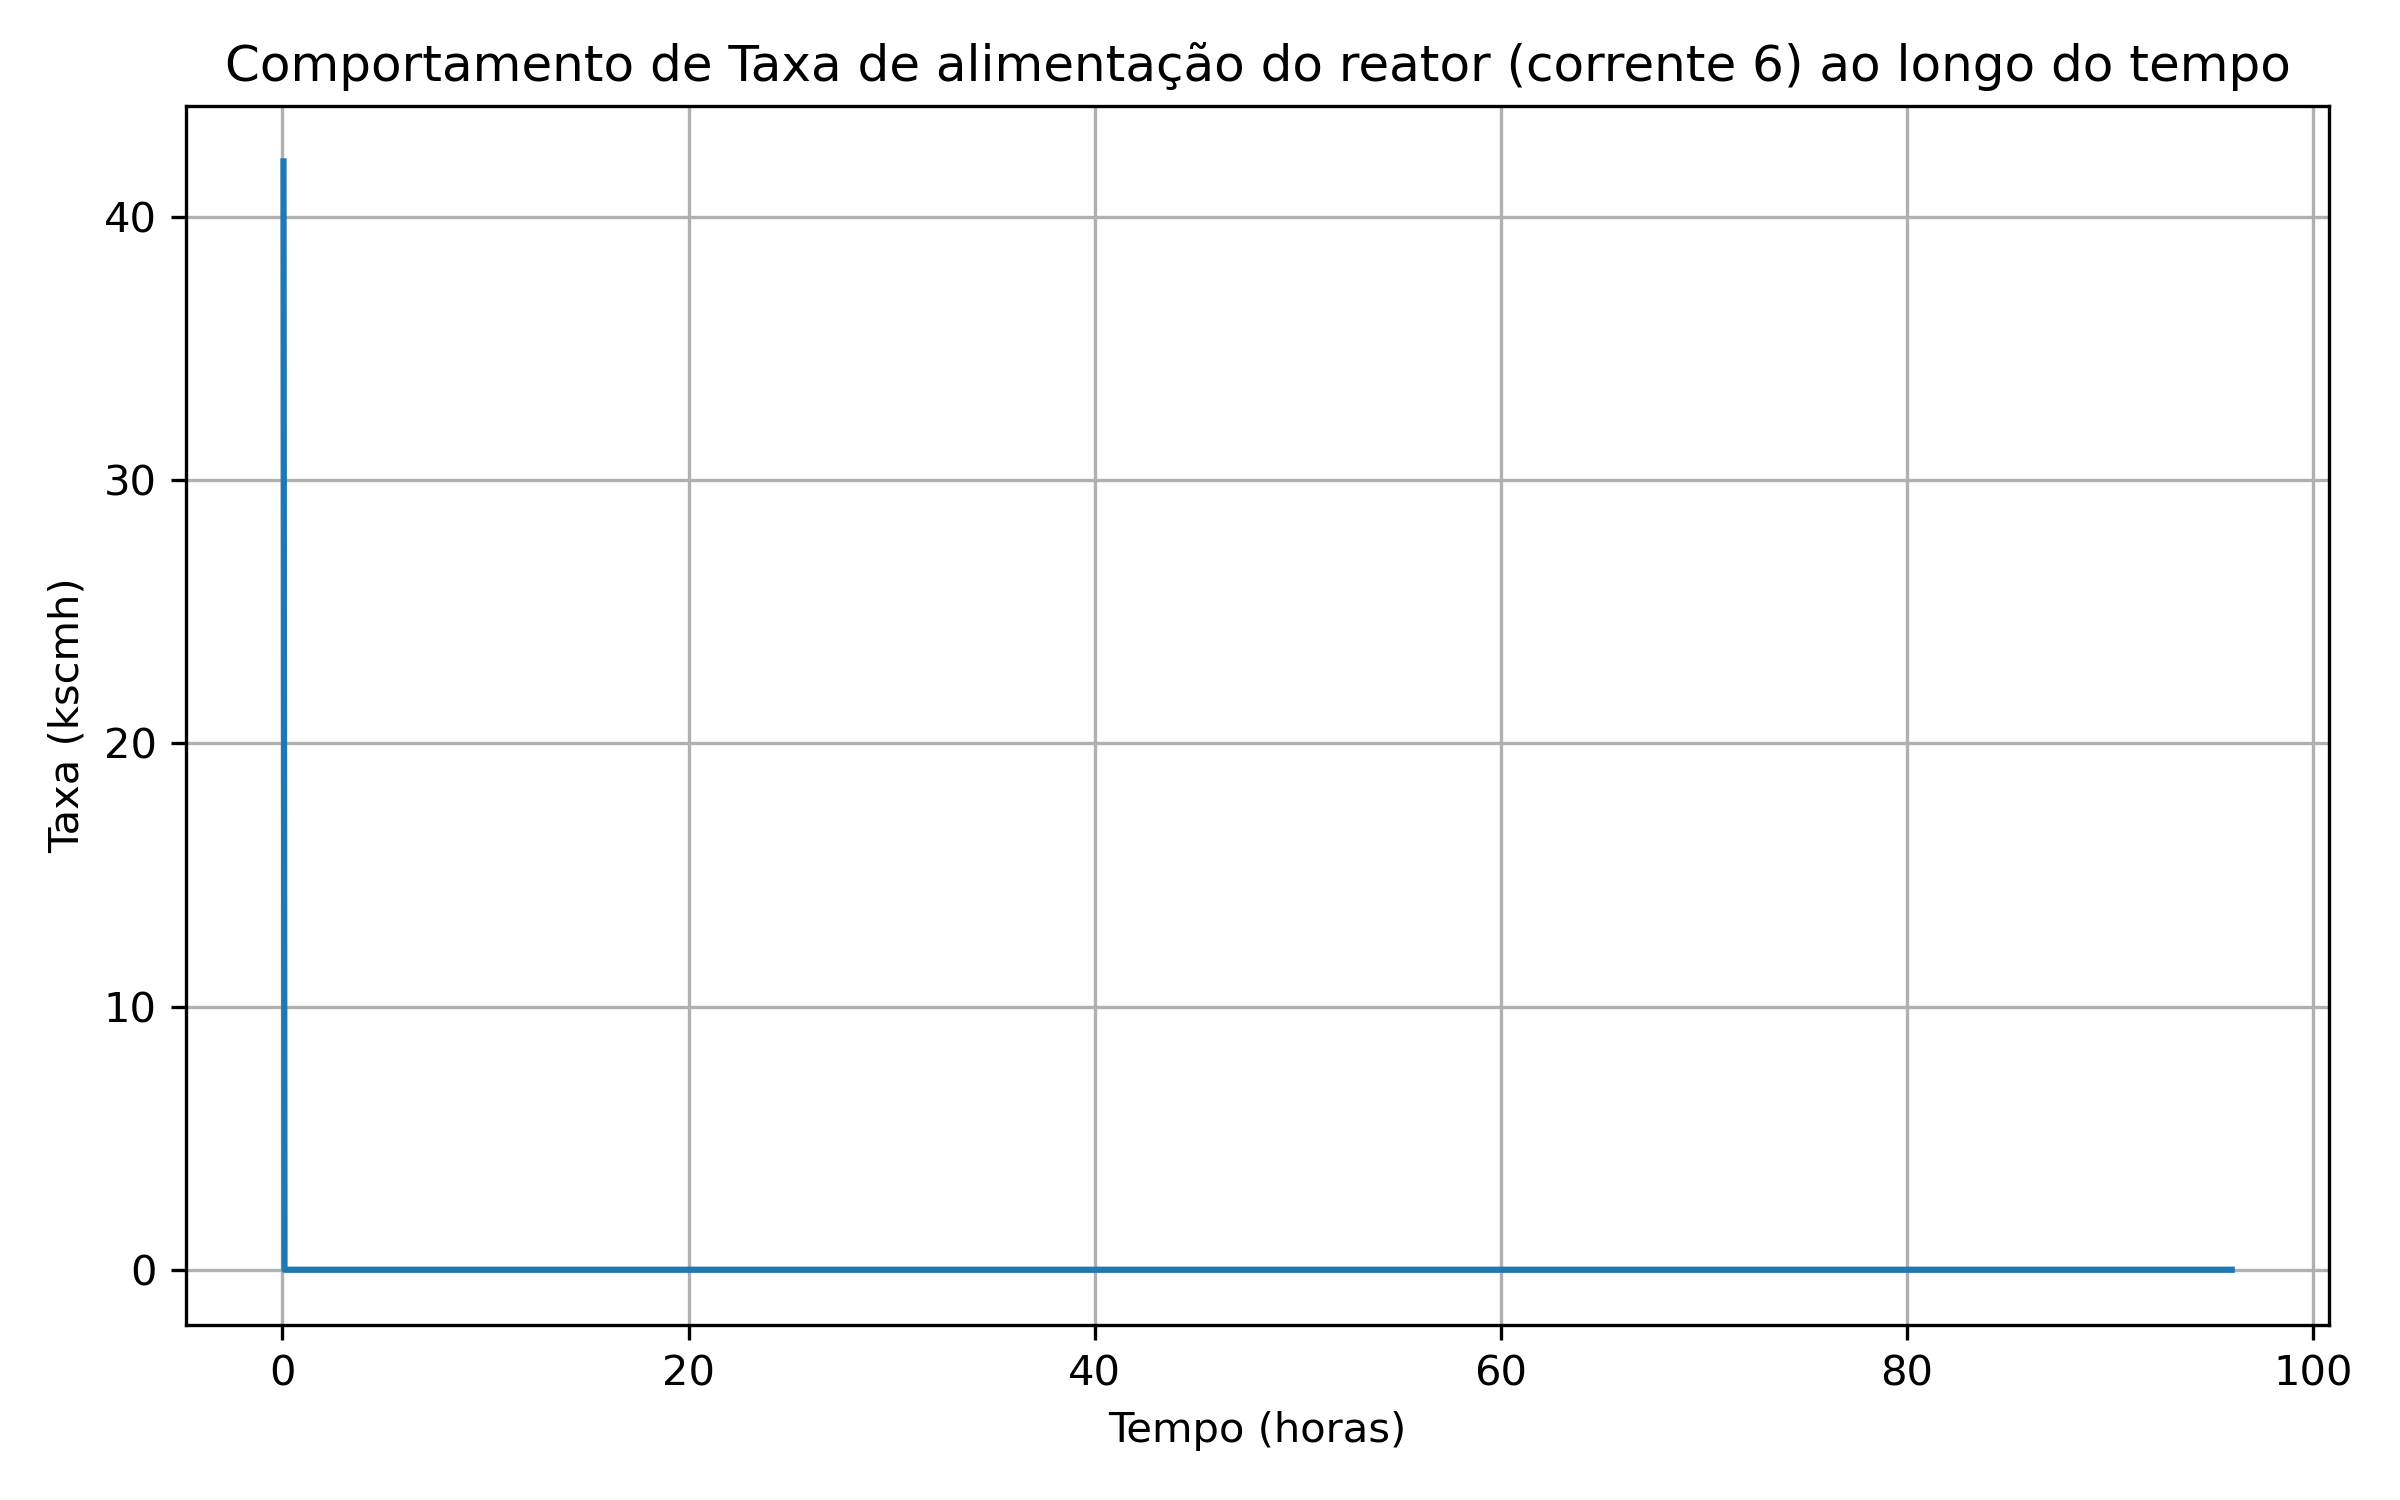 Comportamento de Taxa de alimentação do reator (corrente 6) ao longo do tempo
Taxa (kscmh)
40
30
20
10
0
0 20 40 60 80 100
Tempo (horas)